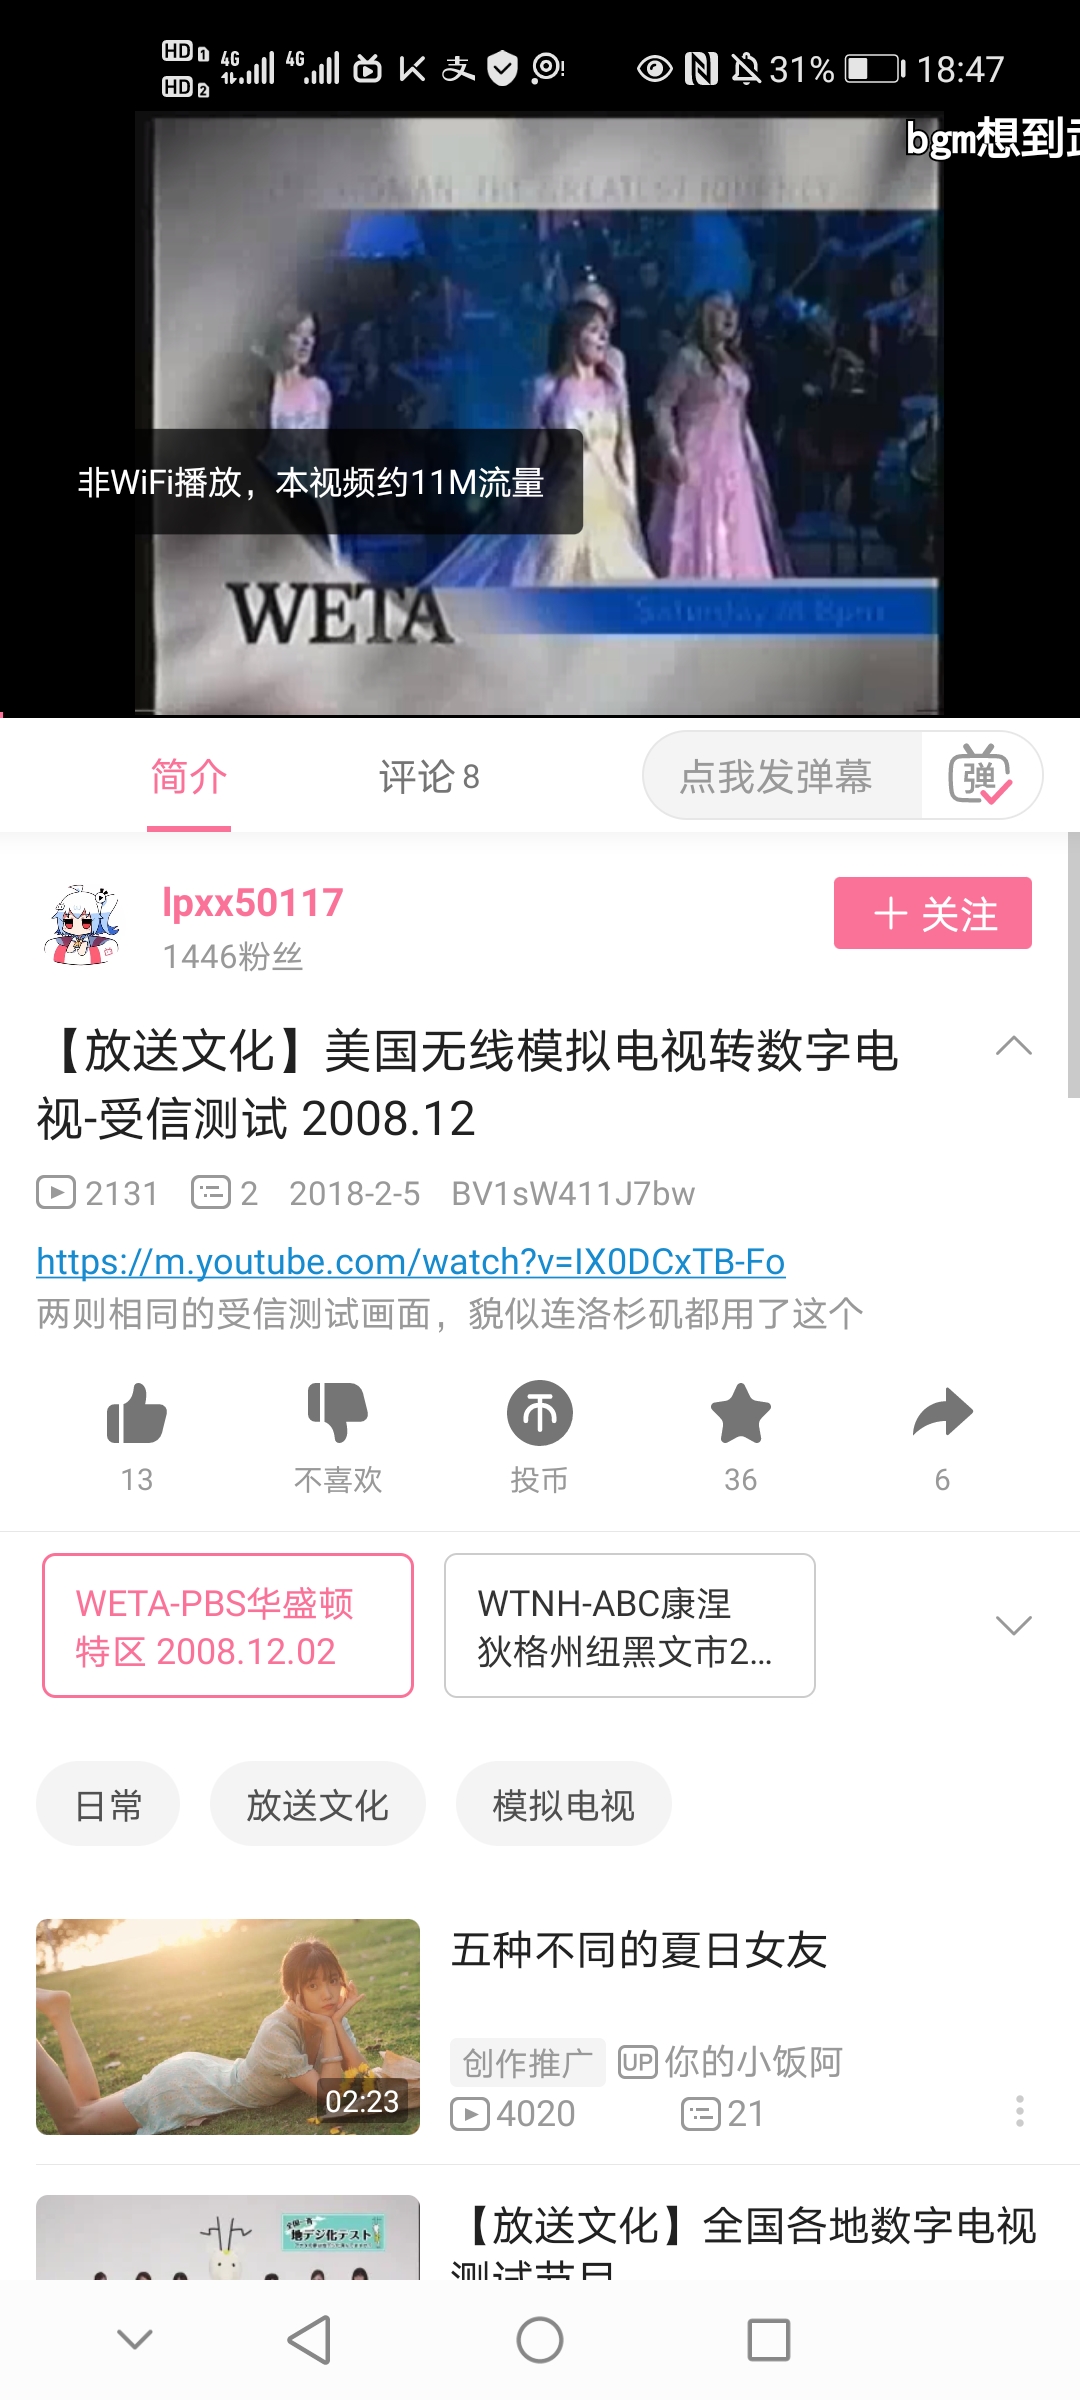 HD 1
HD 2
4G
4G
31%
18:47
bgm想到
CELTIC WOMAN: THE GREATEST JOURNEY
非WiFi播放，本视频约11M流量
WETA
Saturday at 8pm
简介
评论 8
点我发弹幕
弹
lpxx50117
1446粉丝
＋ 关注
【放送文化】美国无线模拟电视转数字电
视-受信测试 2008.12
2131
2
2018-2-5
BV1sW411J7bw
https://m.youtube.com/watch?v=IX0DCxTB-Fo
两则相同的受信测试画面，貌似连洛杉矶都用了这个
13
不喜欢
投币
36
6
WETA-PBS华盛顿
特区 2008.12.02
WTNH-ABC康涅
狄格州纽黑文市2...
日常
放送文化
模拟电视
02:23
五种不同的夏日女友
创作推广
UP 你的小饭阿
4020
21
地デジ化テスト
【放送文化】全国各地数字电视
测试节目